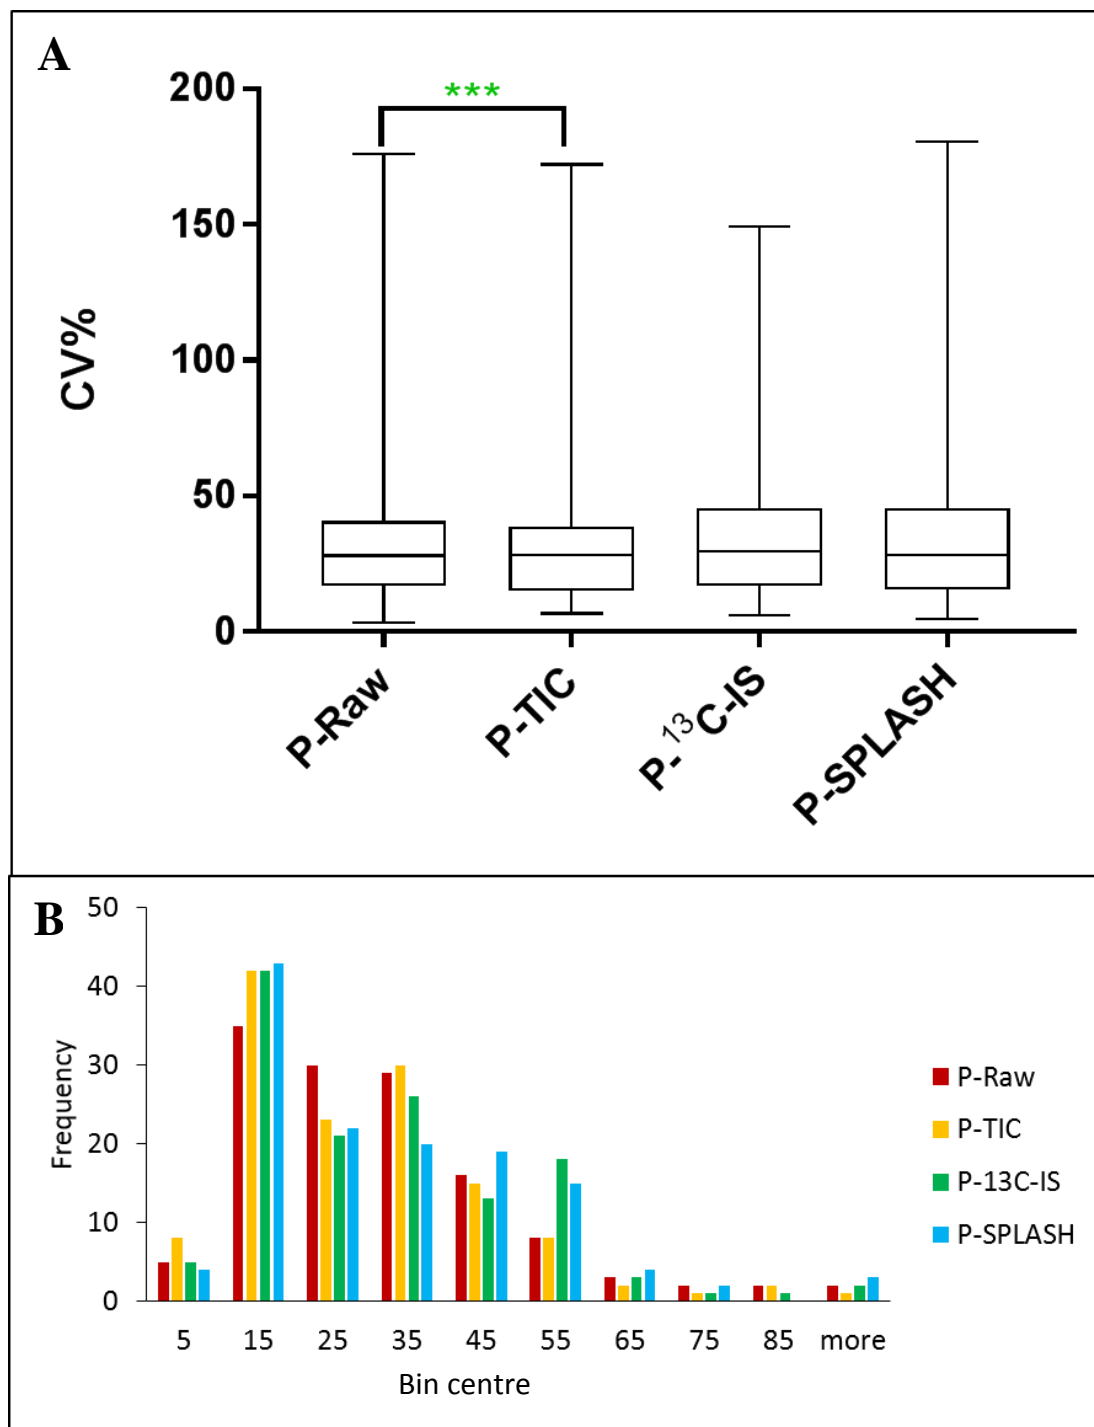 A
***
200
150
100
50
0
CV%
P-Raw
P-TIC
P-¹³C-IS
P-SPLASH
B
50
40
30
20
10
0
Frequency
5 15 25 35 45 55 65 75 85 more
Bin centre
P-Raw
P-TIC
P-13C-IS
P-SPLASH